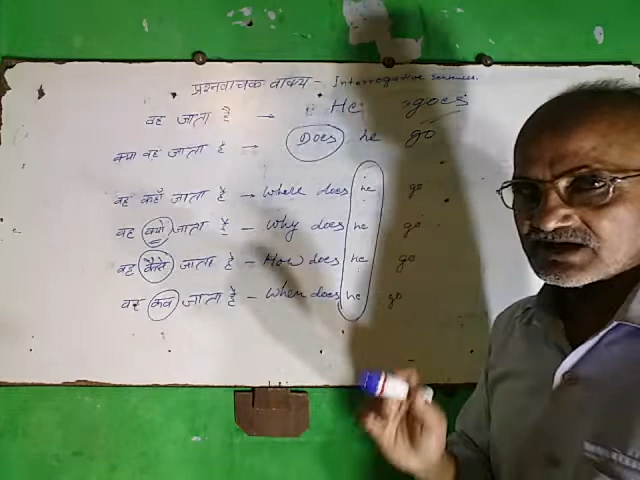 प्रश्नवाचक वाक्य - Interrogative Sentences.
वह जाता है → He goes
क्या वह जाता है → Does he go
वह कहाँ जाता है → Where does he go
वह क्यों जाता है - Why does he go
वह कैसे जाता है - How does he go
वह कब जाता है - When does he go